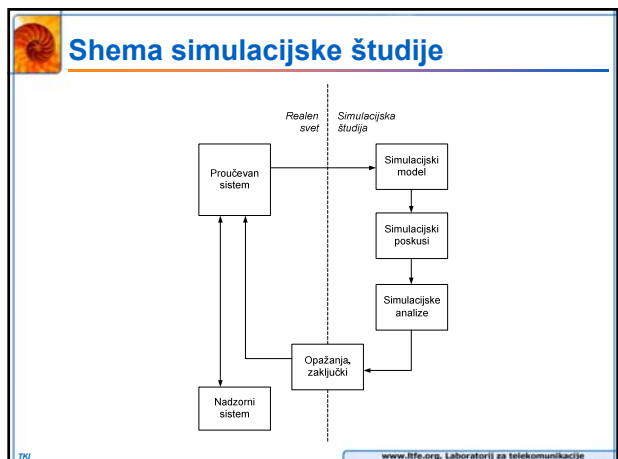 Shema simulacijske študije
Realen
svet
Simulacijska
študija
Proučevan
sistem
Simulacijski
model
Simulacijski
poskusi
Simulacijske
analize
Opažanja,
zaključki
Nadzorni
sistem
TKI
www.ltfe.org, Laboratorij za telekomunikacije